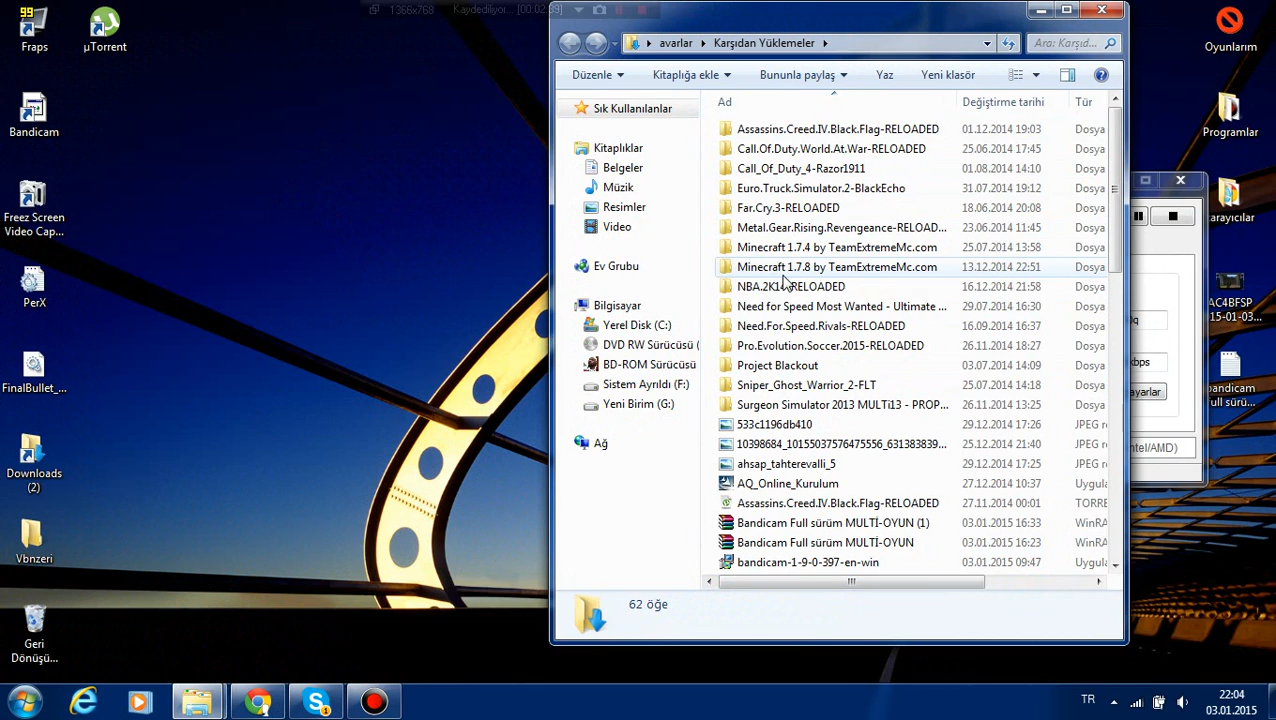 99
Fraps
µTorrent
Bandicam
Freez Screen
Video Cap...
PerX
FinalBullet_...
Downloads
(2)
Vbnzeri
Geri
Dönüşü...
1366x768
Kaydediliyor...
avarlar
Karşıdan Yüklemeler
Ara: Karşıd...
Düzenle
Kitaplığa ekle
Bununla paylaş
Yaz
Yeni klasör
Sık Kullanılanlar
Kitaplıklar
Belgeler
Müzik
Resimler
Video
Ev Grubu
Bilgisayar
Yerel Disk (C:)
DVD RW Sürücüsü (
BD-ROM Sürücüsü
Sistem Ayrıldı (F:)
Yeni Birim (G:)
Ağ
Ad Değiştirme tarihi Tür
Assassins.Creed.IV.Black.Flag-RELOADED 01.12.2014 19:03 Dosya
Call.Of.Duty.World.At.War-RELOADED 25.06.2014 17:45 Dosya
Call_Of_Duty_4-Razor1911 01.08.2014 14:10 Dosya
Euro.Truck.Simulator.2-BlackEcho 31.07.2014 19:12 Dosya
Far.Cry.3-RELOADED 18.06.2014 20:08 Dosya
Metal.Gear.Rising.Revengeance-RELOAD... 23.06.2014 11:45 Dosya
Minecraft 1.7.4 by TeamExtremeMc.com 25.07.2014 13:58 Dosya
Minecraft 1.7.8 by TeamExtremeMc.com 13.12.2014 22:51 Dosya
16.12.2014 21:58 Dosya
Need for Speed Most Wanted - Ultimate ... 29.07.2014 16:30 Dosya
Need.For.Speed.Rivals-RELOADED 16.09.2014 16:37 Dosya
Pro.Evolution.Soccer.2015-RELOADED 26.11.2014 18:27 Dosya
Project Blackout 03.07.2014 14:09 Dosya
Sniper_Ghost_Warrior_2-FLT 25.07.2014 14:18 Dosya
Surgeon Simulator 2013 MULTi13 - PROP... 26.11.2014 13:25 Dosya
533c1196db410 29.12.2014 17:26 JPEG r
10398684_10155037576475556_631383839... 25.12.2014 21:40 JPEG r
ahsap_tahterevalli_5 29.12.2014 17:25 JPEG r
AQ_Online_Kurulum 27.12.2014 10:37 Uygula
Assassins.Creed.IV.Black.Flag-RELOADED 27.11.2014 00:01 TORRE
Bandicam Full sürüm MULTİ-OYUN (1) 03.01.2015 16:33 WinRA
Bandicam Full sürüm MULTİ-OYUN 03.01.2015 16:23 WinRA
bandicam-1-9-0-397-en-win 03.01.2015 09:47 Uygula
62 öğe
kbps
ayarlar
ntel/AMD)
Oyunlarım
Programlar
arayıcılar
AC4BFSP
015-01-03...
bandicam
Full sürü...
TR
22:04
03.01.2015